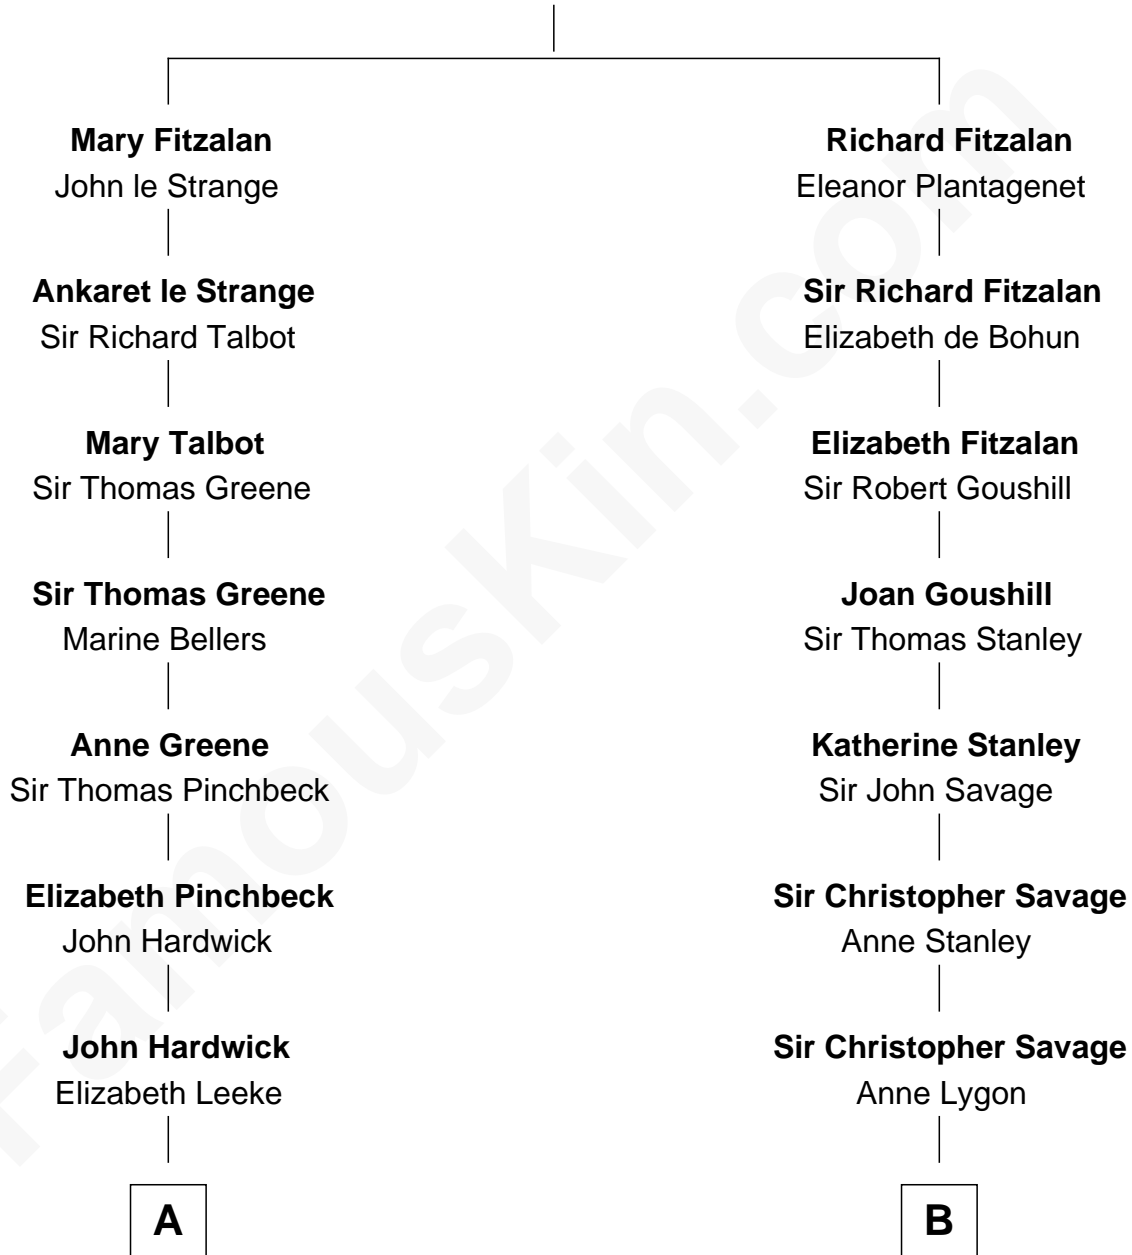 Mary Fitzalan
John le Strange
Ankaret le Strange
Sir Richard Talbot
Mary Talbot
Sir Thomas Greene
Sir Thomas Greene
Marine Bellers
Anne Greene
Sir Thomas Pinchbeck
Elizabeth Pinchbeck
John Hardwick
John Hardwick
Elizabeth Leeke
A
Richard Fitzalan
Eleanor Plantagenet
Sir Richard Fitzalan
Elizabeth de Bohun
Elizabeth Fitzalan
Sir Robert Goushill
Joan Goushill
Sir Thomas Stanley
Katherine Stanley
Sir John Savage
Sir Christopher Savage
Anne Stanley
Sir Christopher Savage
Anne Lygon
B
FamousKin.com